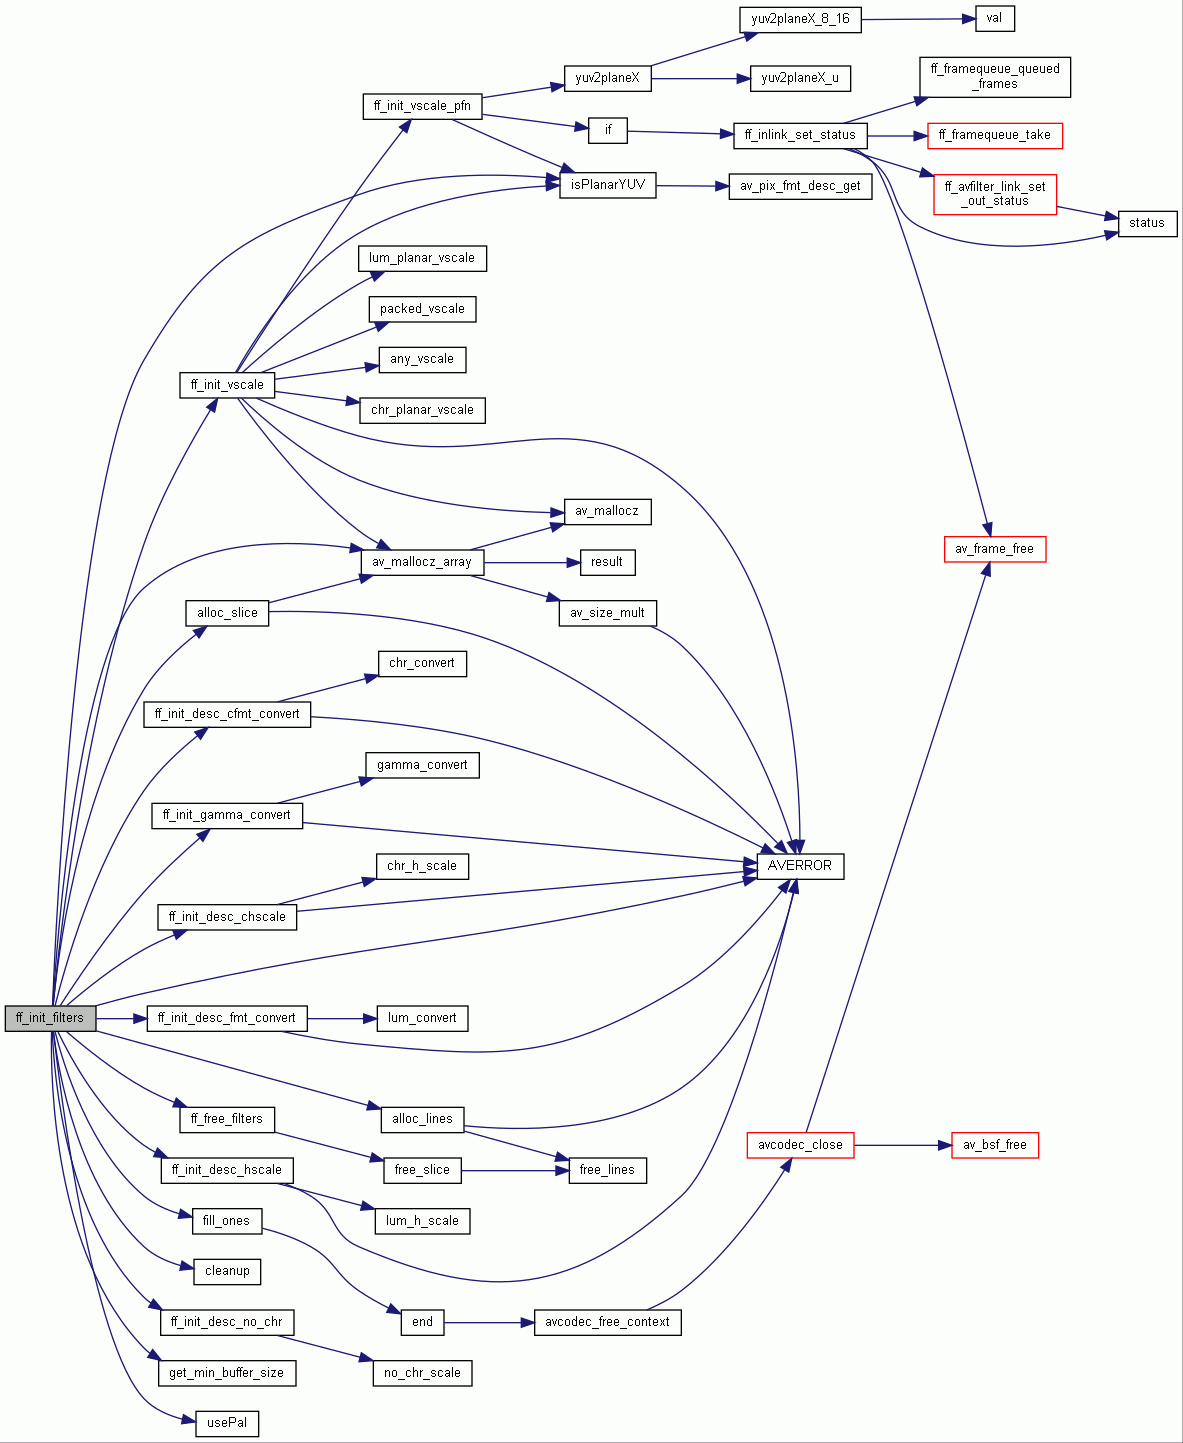 yuv2planeX_8_16
val
yuv2planeX
yuv2planeX_u
ff_framequeue_queued
_frames
ff_init_vscale_pfn
if
ff_inlink_set_status
ff_framequeue_take
isPlanarYUV
av_pix_fmt_desc_get
ff_avfilter_link_set
_out_status
status
lum_planar_vscale
packed_vscale
any_vscale
ff_init_vscale
chr_planar_vscale
av_mallocz
av_mallocz_array
result
av_frame_free
alloc_slice
av_size_mult
chr_convert
ff_init_desc_cfmt_convert
gamma_convert
ff_init_gamma_convert
chr_h_scale
AVERROR
ff_init_desc_chscale
ff_init_filters
ff_init_desc_fmt_convert
lum_convert
ff_free_filters
alloc_lines
avcodec_close
av_bsf_free
ff_init_desc_hscale
free_slice
free_lines
fill_ones
lum_h_scale
cleanup
ff_init_desc_no_chr
end
avcodec_free_context
get_min_buffer_size
no_chr_scale
usePal